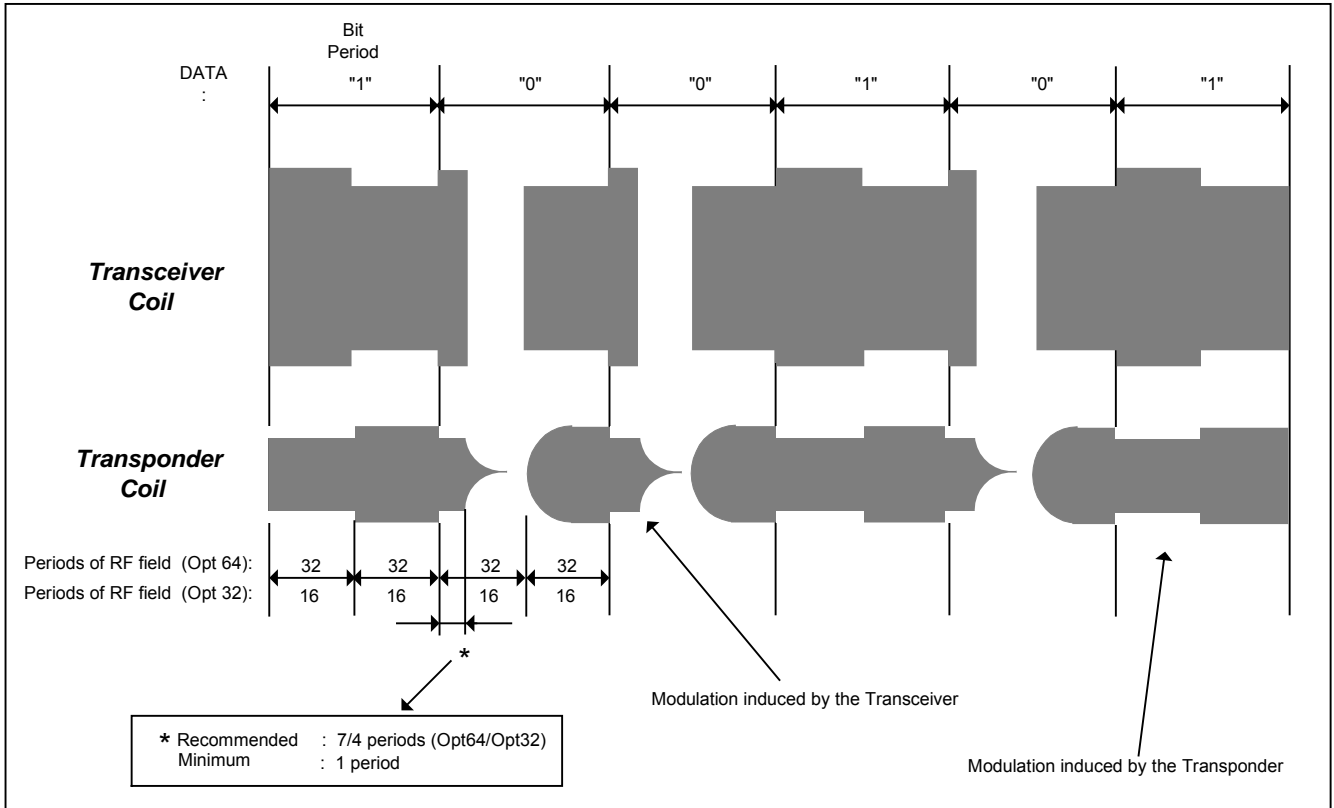 Bit
Period
DATA
:
"1" "0" "0" "1" "0" "1"
Transceiver
Coil
Transponder
Coil
Periods of RF field (Opt 64): 32 32 32 32
Periods of RF field (Opt 32): 16 16 16 16
*
Modulation induced by the Transceiver
* Recommended : 7/4 periods (Opt64/Opt32)
Minimum : 1 period
Modulation induced by the Transponder